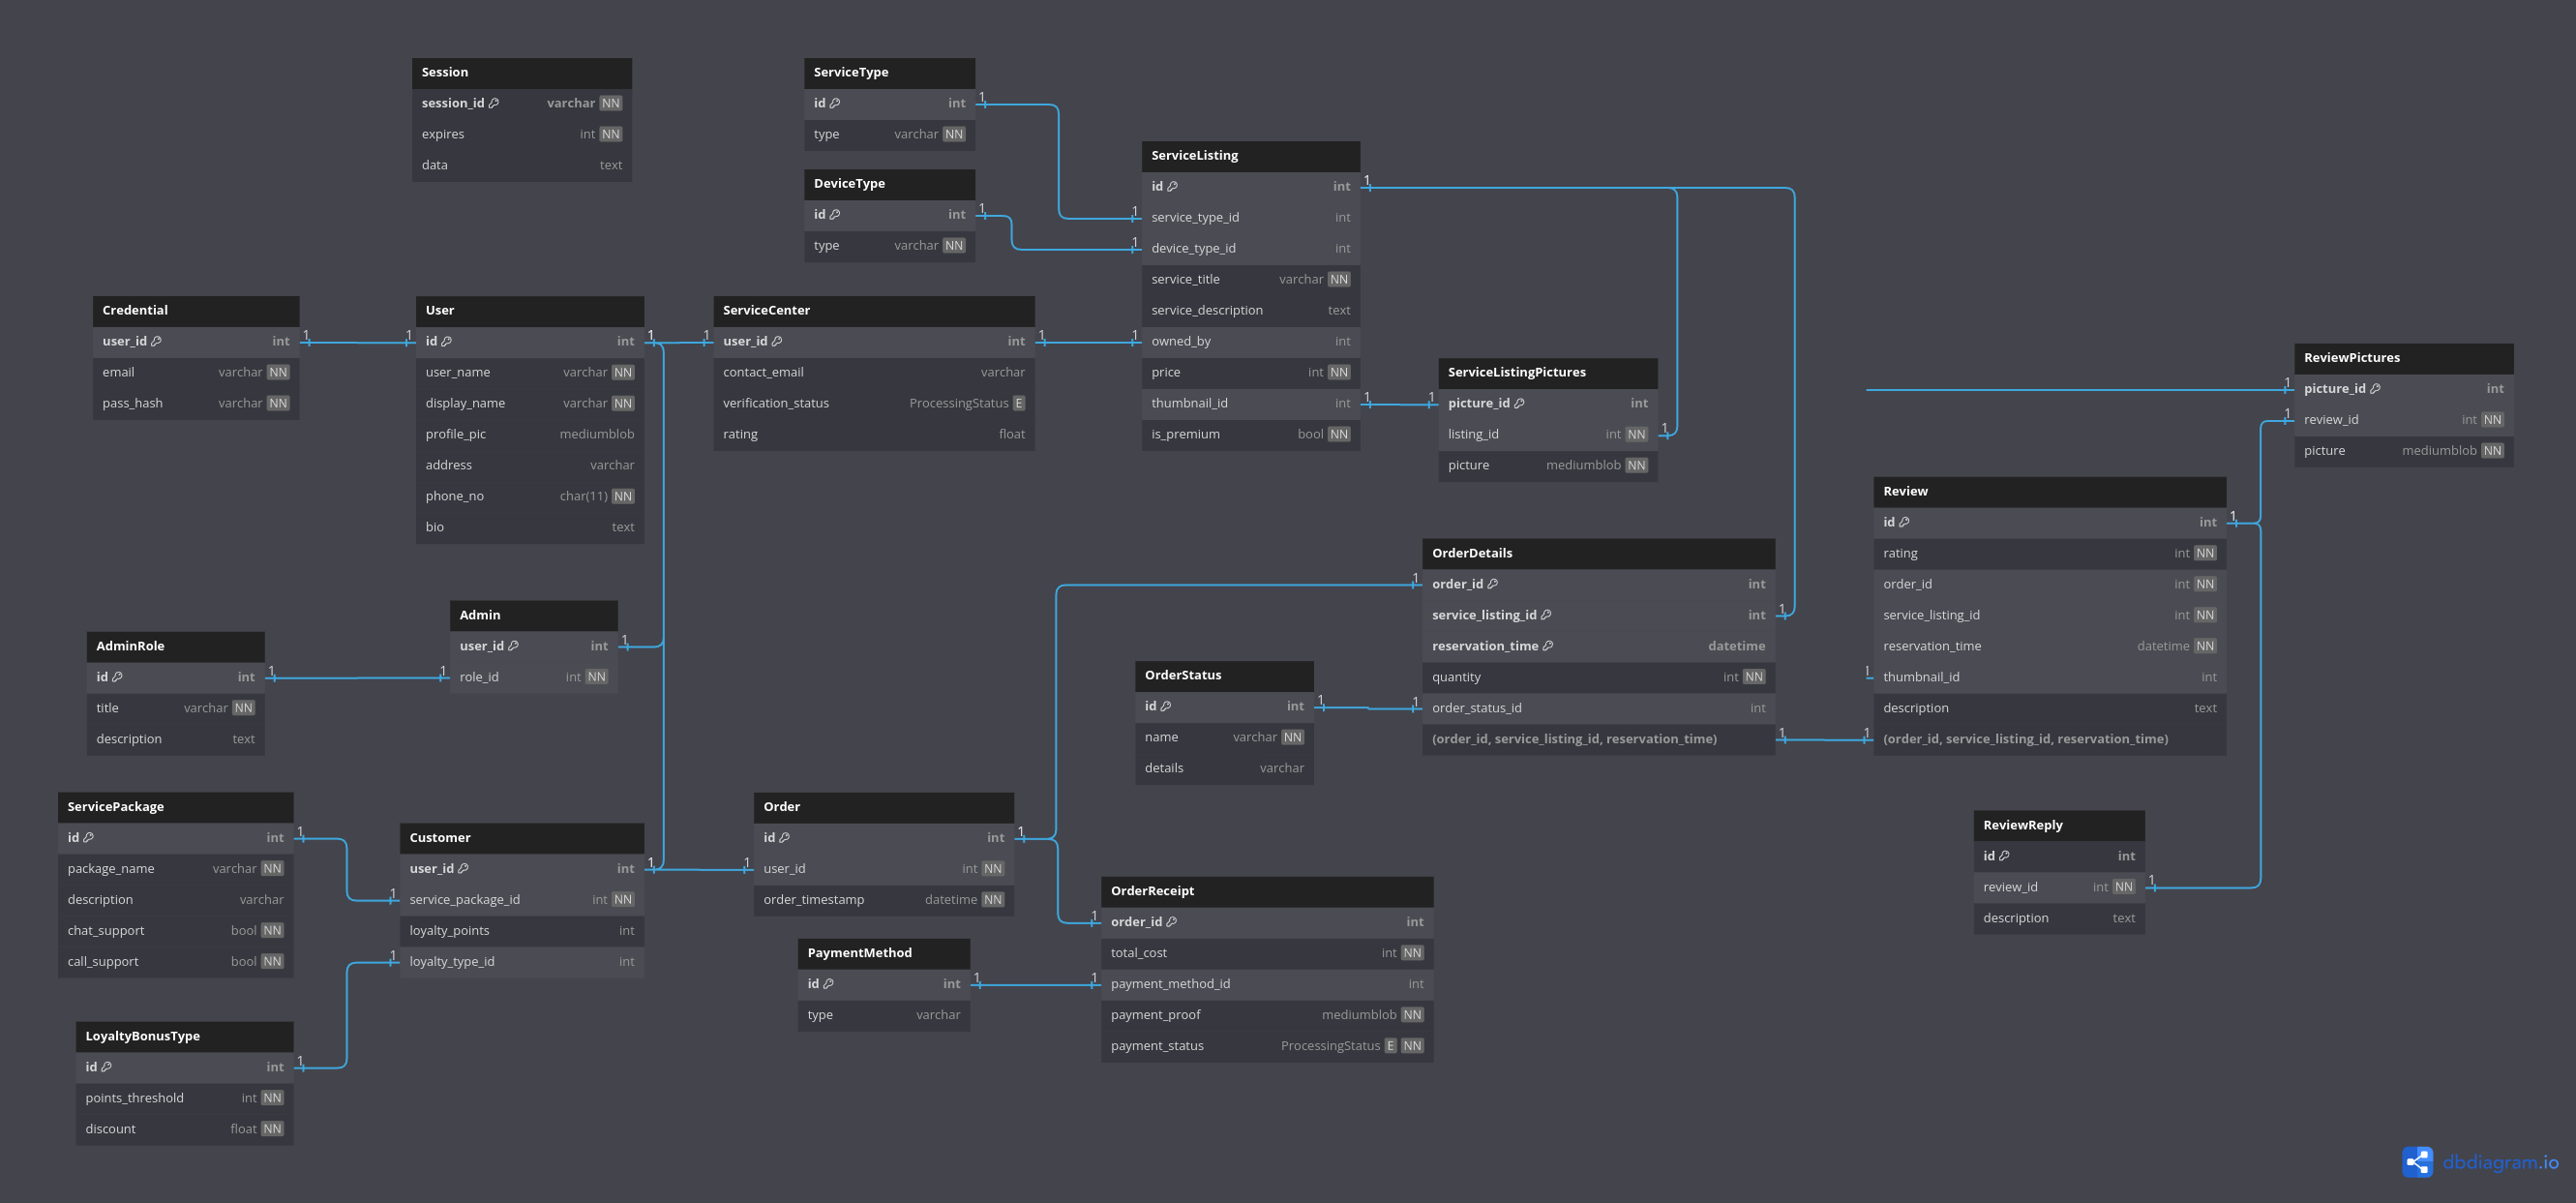 Session
session_id varchar NN
expires int NN
data text
ServiceType
id int
type varchar NN
DeviceType
id int
type varchar NN
ServiceListing
id int
service_type_id int
device_type_id int
service_title varchar NN
service_description text
owned_by int
price int NN
thumbnail_id int
is_premium bool NN
Credential
user_id int
email varchar NN
pass_hash varchar NN
User
id int
user_name varchar NN
display_name varchar NN
profile_pic mediumblob
address varchar
phone_no char(11) NN
bio text
ServiceCenter
user_id int
contact_email varchar
verification_status ProcessingStatus E
rating float
ServiceListingPictures
picture_id int
listing_id int NN
picture mediumblob NN
ReviewPictures
picture_id int
review_id int NN
picture mediumblob NN
Review
id int
rating int NN
order_id int NN
service_listing_id int NN
reservation_time datetime NN
thumbnail_id int
description text
(order_id, service_listing_id, reservation_time)
OrderDetails
order_id int
service_listing_id int
reservation_time datetime
quantity int NN
order_status_id int
(order_id, service_listing_id, reservation_time)
Admin
user_id int
role_id int NN
AdminRole
id int
title varchar NN
description text
OrderStatus
id int
name varchar NN
details varchar
ServicePackage
id int
package_name varchar NN
description varchar
chat_support bool NN
call_support bool NN
Customer
user_id int
service_package_id int NN
loyalty_points int
loyalty_type_id int
Order
id int
user_id int NN
order_timestamp datetime NN
ReviewReply
id int
review_id int NN
description text
OrderReceipt
order_id int
total_cost int NN
payment_method_id int
payment_proof mediumblob NN
payment_status ProcessingStatus E NN
PaymentMethod
id int
type varchar
LoyaltyBonusType
id int
points_threshold int NN
discount float NN
dbdiagram.io